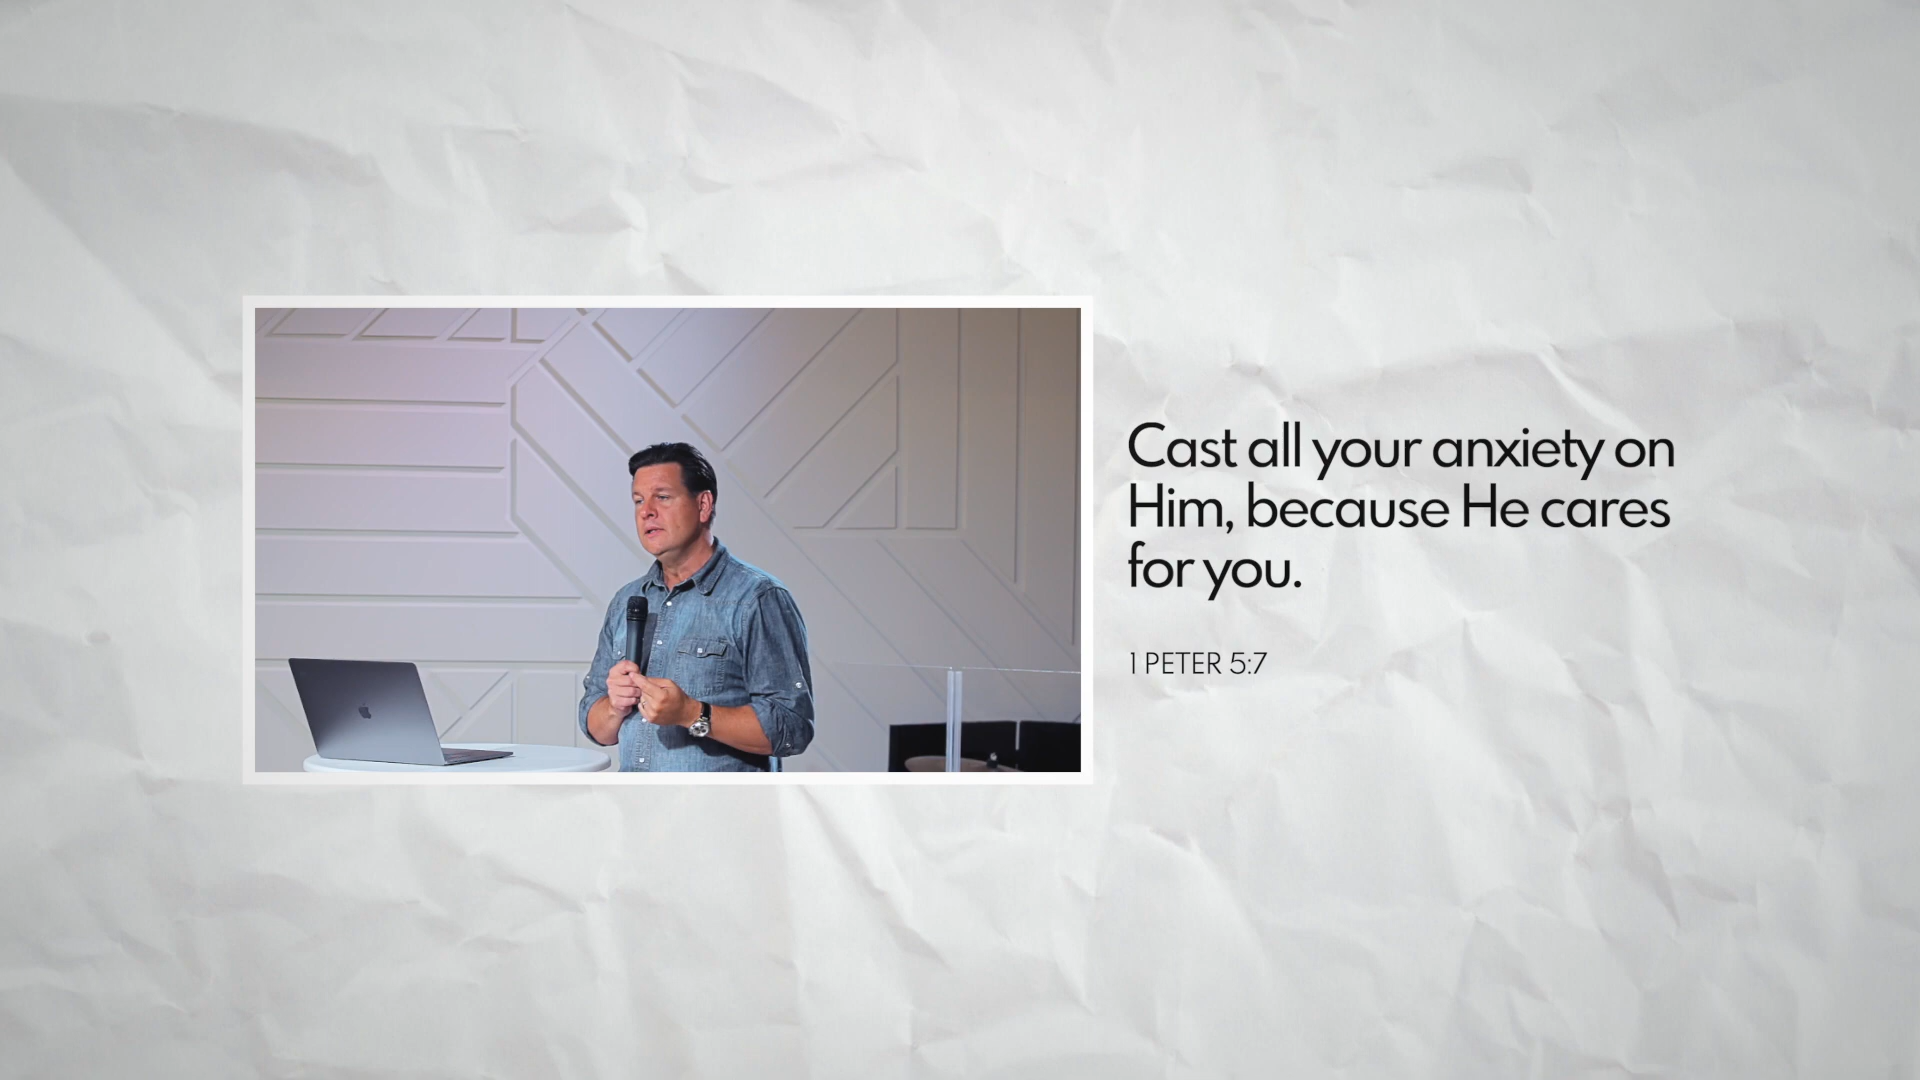 Cast all your anxiety on
Him, because He cares
for you.
1 PETER 5:7